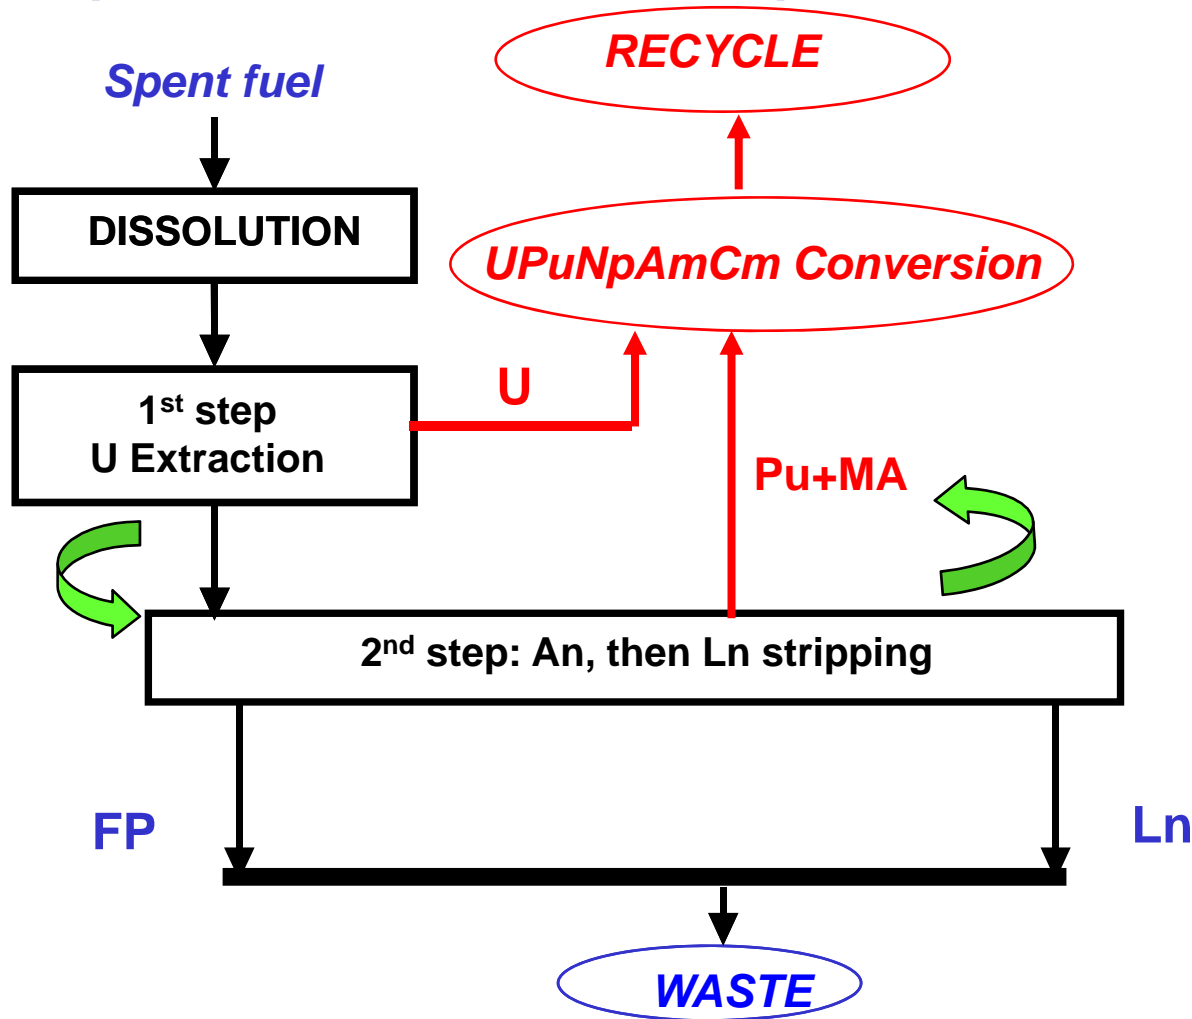 RECYCLE
Spent fuel
DISSOLUTION
UPuNpAmCm Conversion
1st step
U Extraction
U
Pu+MA
2nd step: An, then Ln stripping
FP
Ln
WASTE